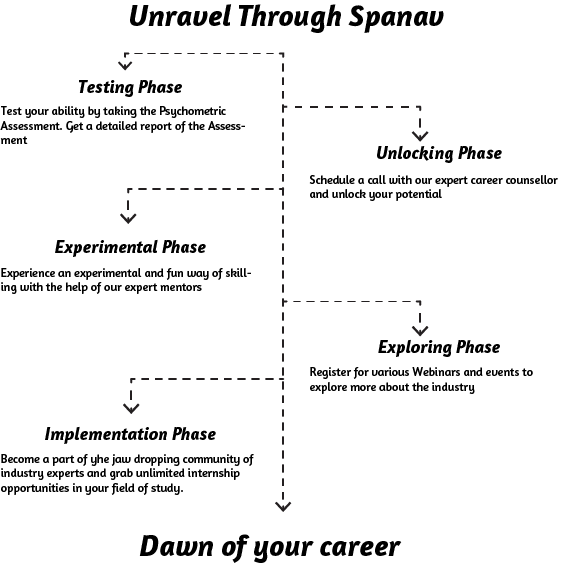 Unravel Through Spanav
Testing Phase
Test your ability by taking the Psychometric
Assessment. Get a detailed report of the Assess-
ment
Unlocking Phase
Schedule a call with our expert career counsellor
and unlock your potential
Experimental Phase
Experience an experimental and fun way of skill-
ing with the help of our expert mentors
Exploring Phase
Register for various Webinars and events to
explore more about the industry
Implementation Phase
Become a part of yhe jaw dropping community of
industry experts and grab unlimited internship
opportunities in your field of study.
Dawn of your career